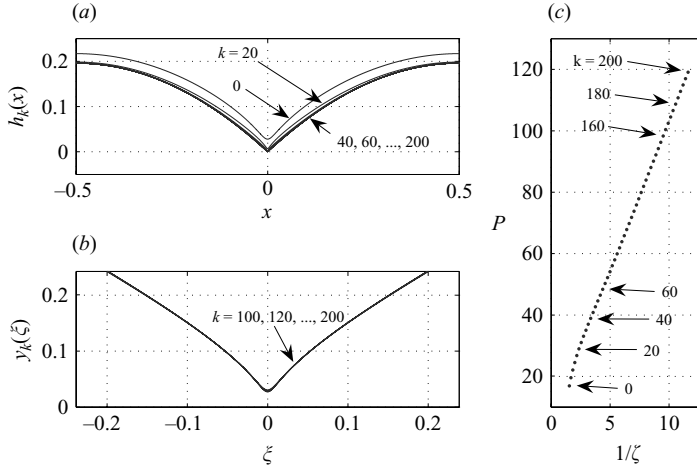 (a)
0.2
0.1
0
h_k(x)
k = 20
0
40, 60, ..., 200
−0.5
0
0.5
x
(b)
0.2
0.1
0
y_k(ξ)
k = 100, 120, ..., 200
−0.2
−0.1
0
0.1
0.2
ξ
(c)
120
100
80
60
40
20
P
k = 200
180
160
60
40
20
0
0
5
10
1/ζ